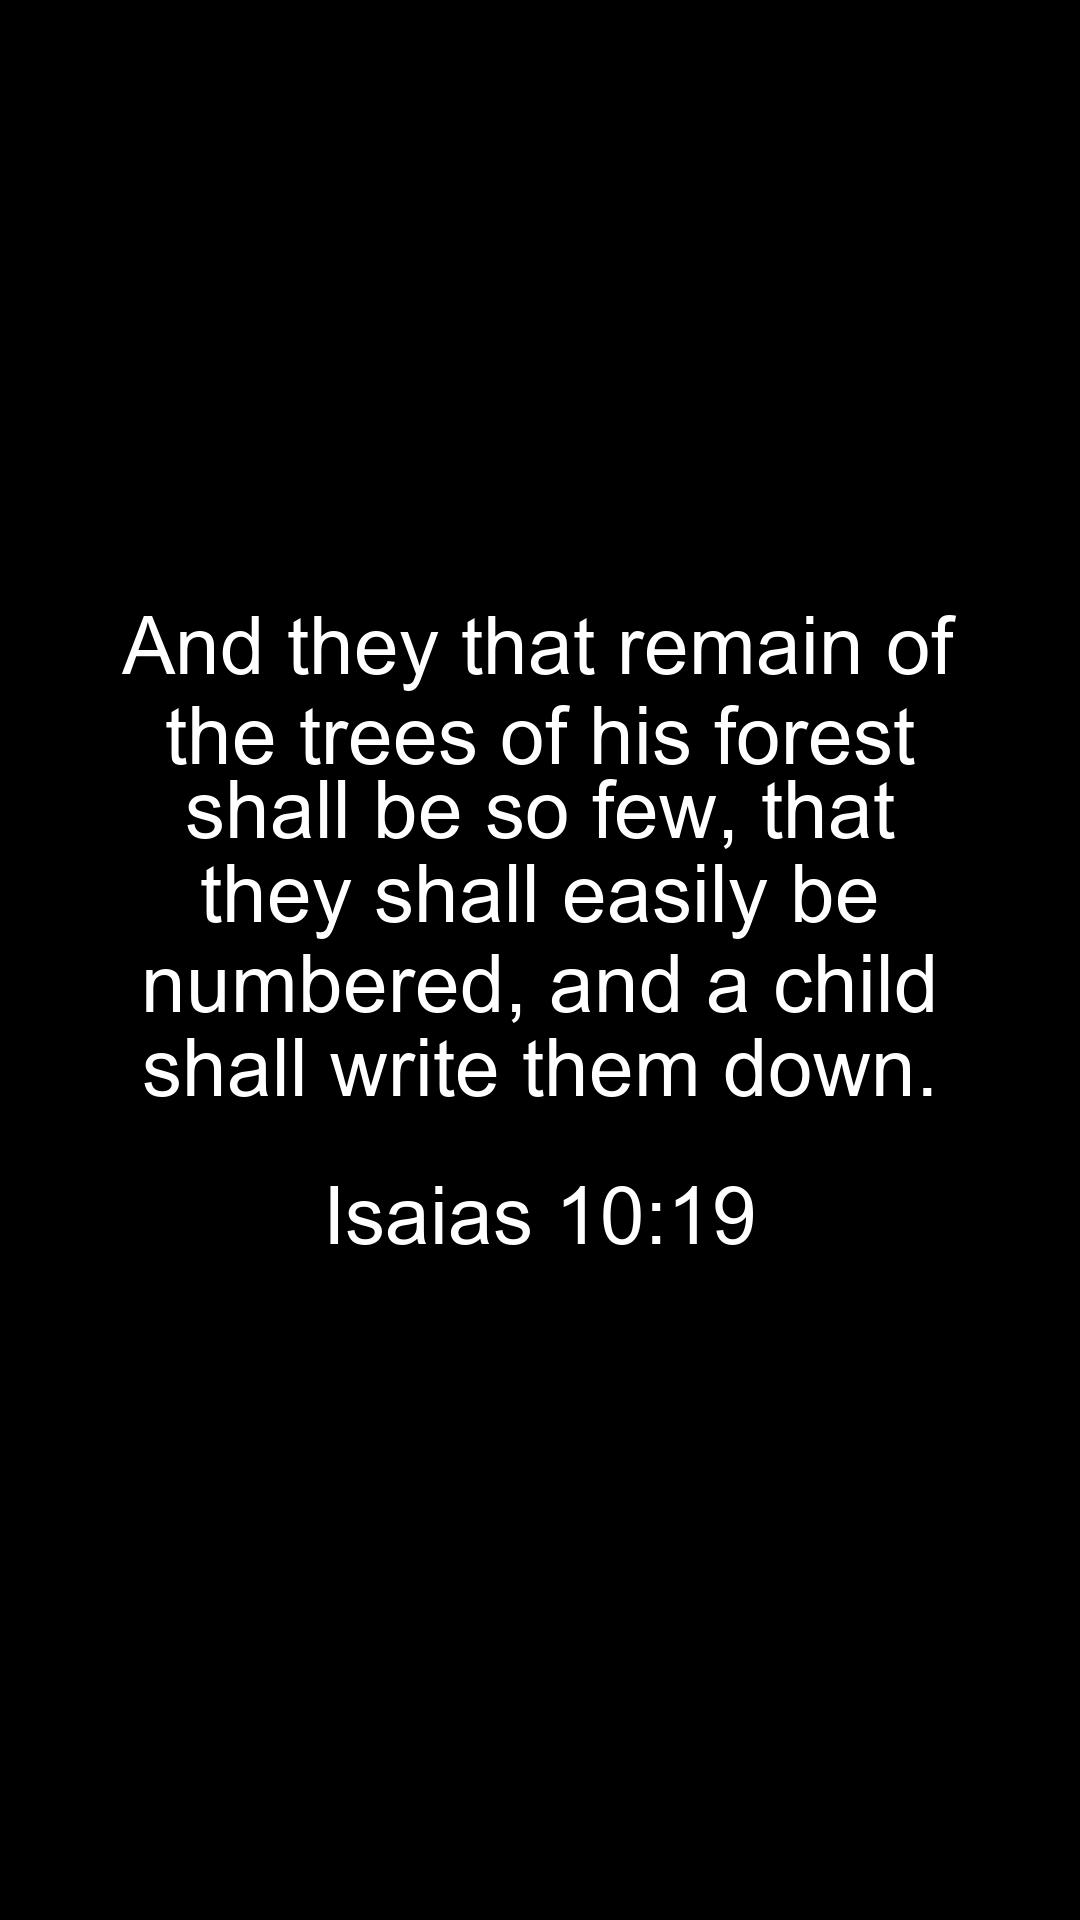 And they that remain of
the trees of his forest
shall be so few, that
they shall easily be
numbered, and a child
shall write them down.
Isaias 10:19